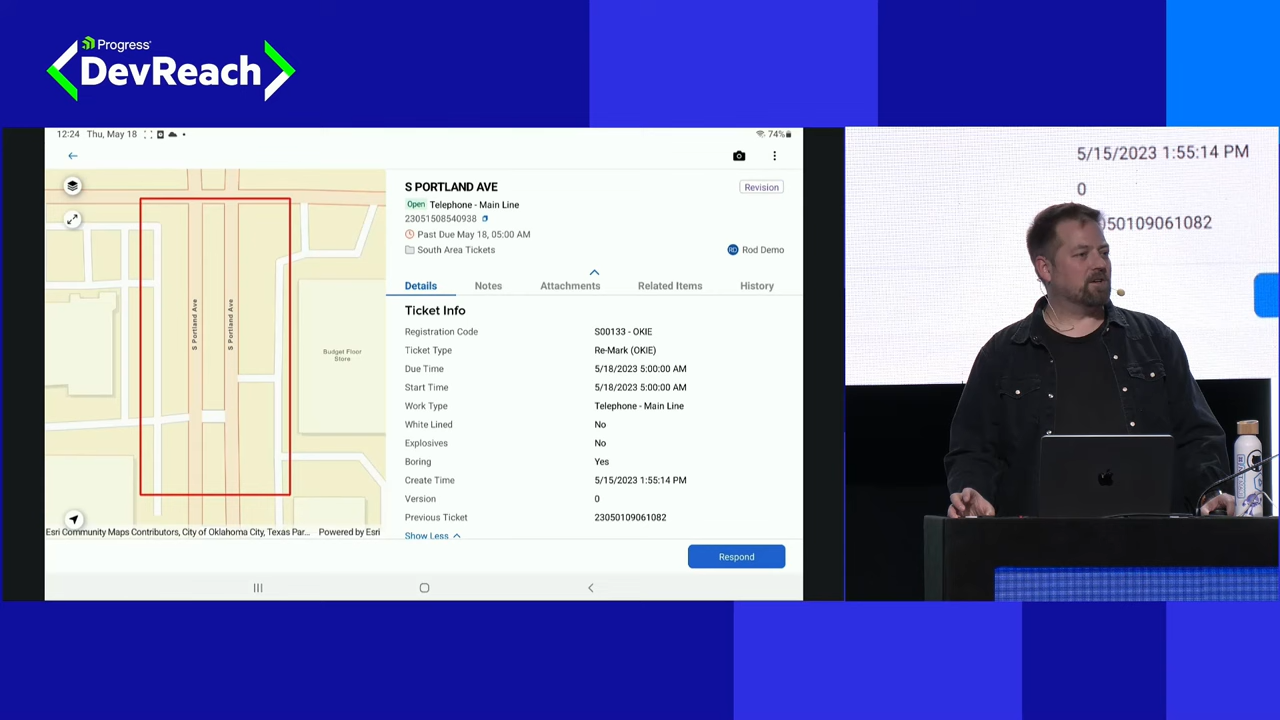 Progress
DevReach
12:24 Thu, May 18
74%
S PORTLAND AVE
Revision
Open Telephone - Main Line
23051508540938
Past Due May 18, 05:00 AM
South Area Tickets
RD Rod Demo
Details Notes Attachments Related Items History
Ticket Info
Registration Code S00133 - OKIE
Ticket Type Re-Mark (OKIE)
Due Time 5/18/2023 5:00:00 AM
Start Time 5/18/2023 5:00:00 AM
Work Type Telephone - Main Line
White Lined No
Explosives No
Boring Yes
Create Time 5/15/2023 1:55:14 PM
Version 0
Previous Ticket 23050109061082
Show Less
Respond
S Portland Ave
S Portland Ave
Budget Floor
Store
Esri Community Maps Contributors, City of Oklahoma City, Texas Par... Powered by Esri
5/15/2023 1:55:14 PM
0
50109061082